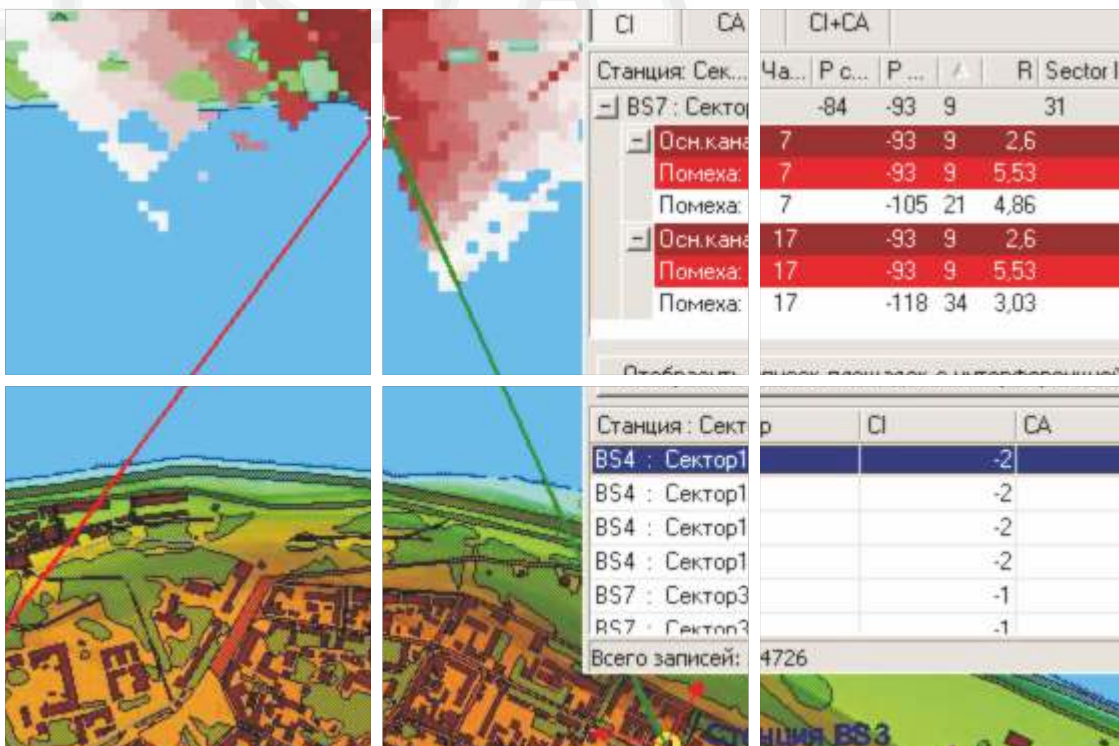 CI CA CI+CA
Станция: Сек... Ча... P с... P ... R Sector I
BS7 : Сектор -84 -93 9 31
Осн.кана 7 -93 9 2,6
Помеха: 7 -93 9 5,53
Помеха: 7 -105 21 4,86
Осн.кана 17 -93 9 2,6
Помеха: 17 -93 9 5,53
Помеха: 17 -118 34 3,03
Отобразить список площадок с интерференцией
Станция : Сект р CI CA
BS4 : Сектор1 -2
BS4 : Сектор1 -2
BS4 : Сектор1 -2
BS4 : Сектор1 -2
BS7 : Сектор3 -1
BS7 : Сектор3 -1
Всего записей: 4726
Станция BS3